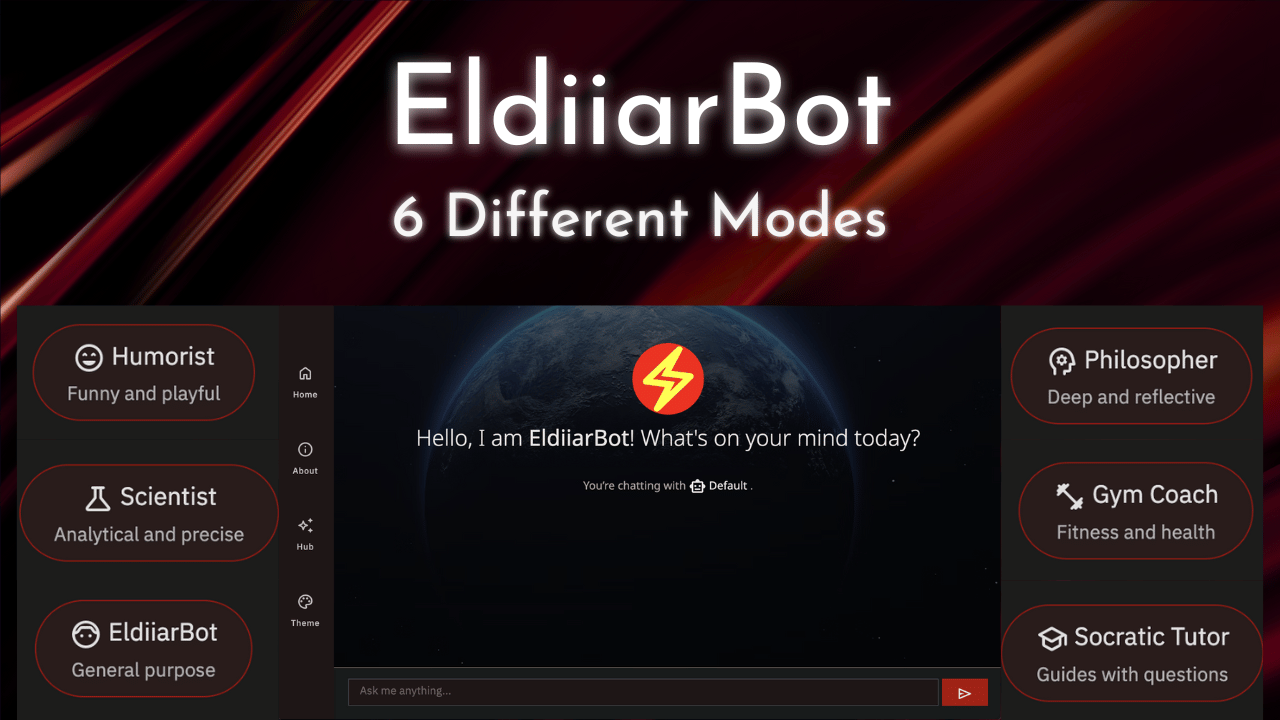 EldiiarBot
6 Different Modes
Humorist
Funny and playful
Scientist
Analytical and precise
EldiiarBot
General purpose
Home
About
Hub
Theme
Hello, I am EldiiarBot! What's on your mind today?
You're chatting with Default .
Ask me anything...
Philosopher
Deep and reflective
Gym Coach
Fitness and health
Socratic Tutor
Guides with questions